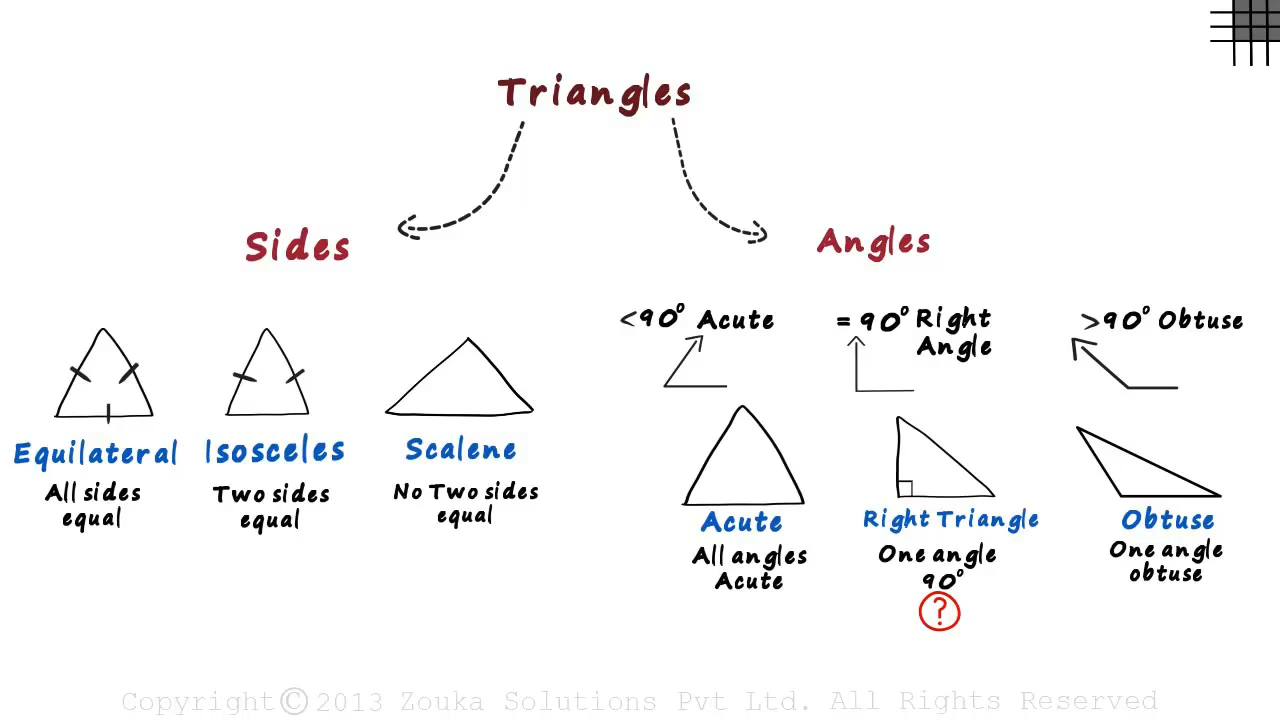 Triangles
Sides
Angles
<90° Acute
= 90° Right
Angle
>90° Obtuse
Equilateral
All sides
equal
Isosceles
Two sides
equal
Scalene
No Two sides
equal
Acute
All angles
Acute
Right Triangle
One angle
90°
?
Obtuse
One angle
obtuse
Copyright© 2013 Zouka Solutions Pvt Ltd. All Rights Reserved